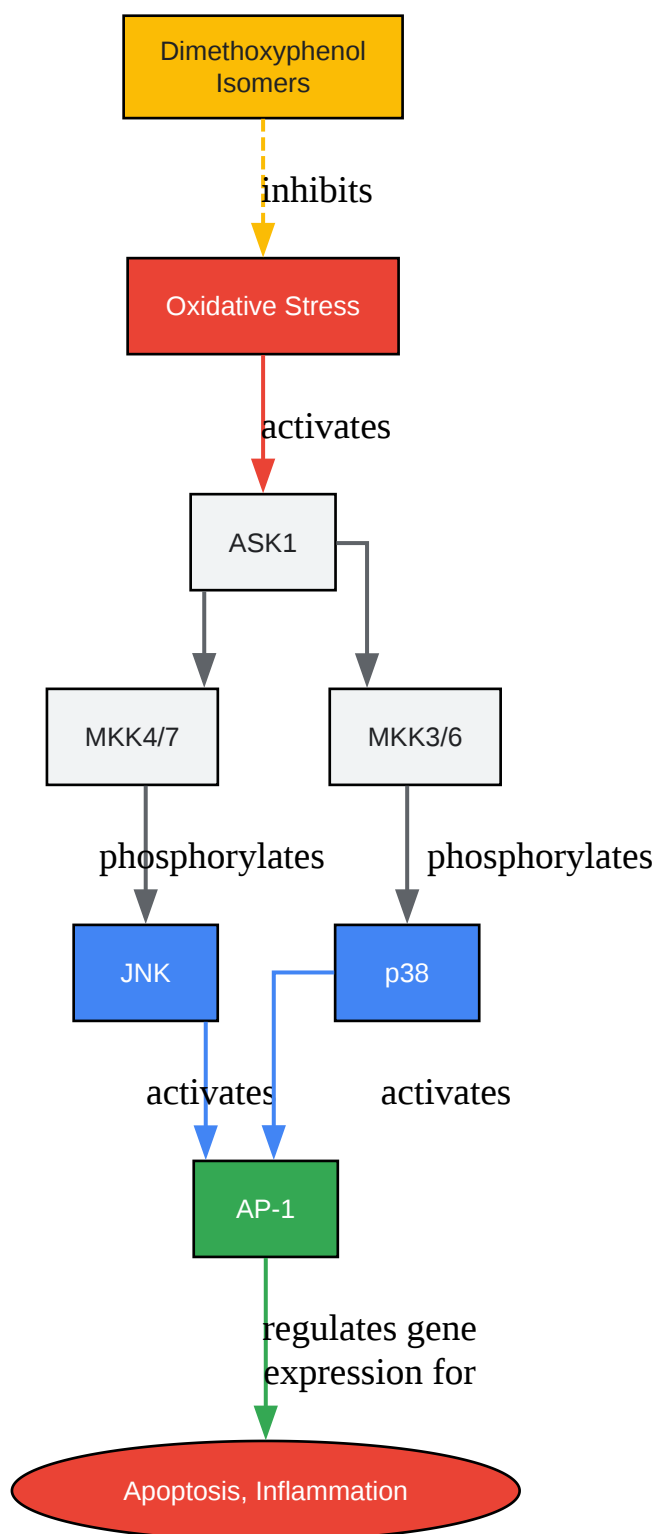 Dimethoxyphenol
Isomers
inhibits
Oxidative Stress
activates
ASK1
MKK4/7
MKK3/6
phosphorylates
phosphorylates
JNK
p38
activates
activates
AP-1
regulates gene
expression for
Apoptosis, Inflammation